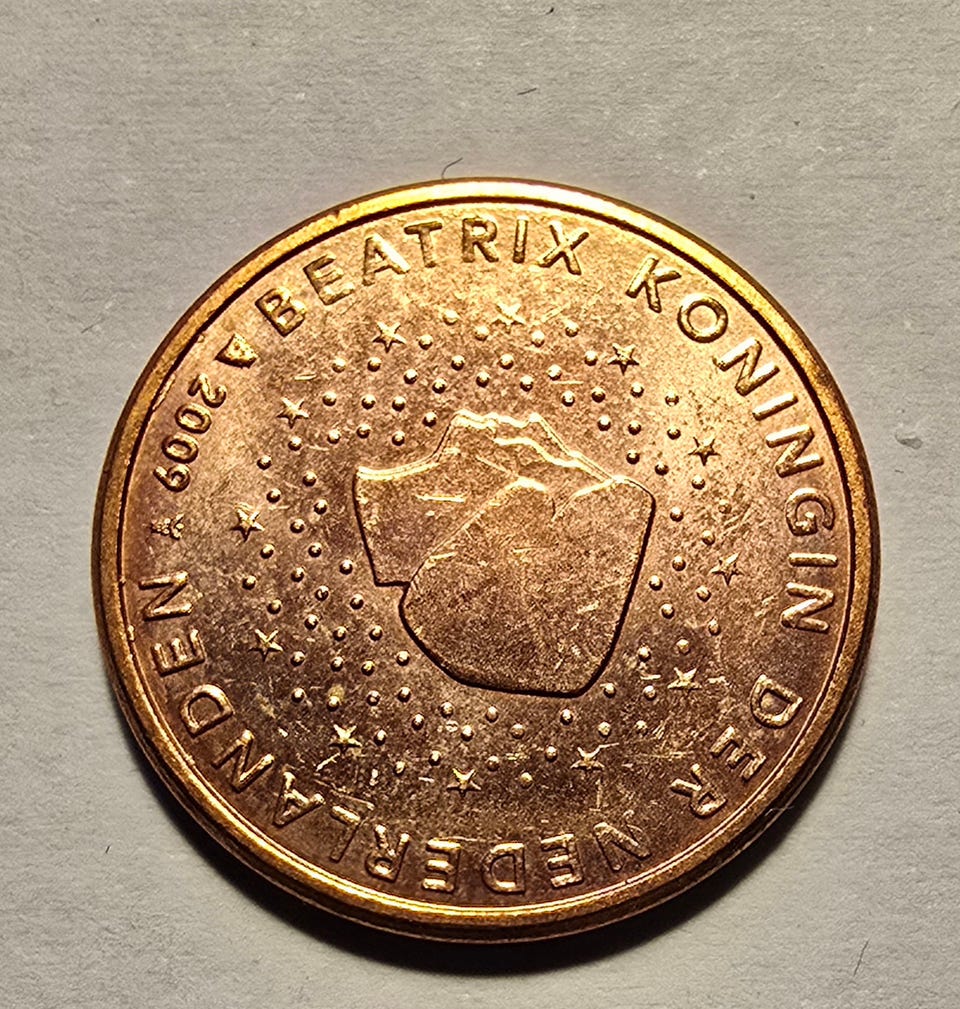 BEATRIX KONINGIN DER NEDERLANDEN
2009